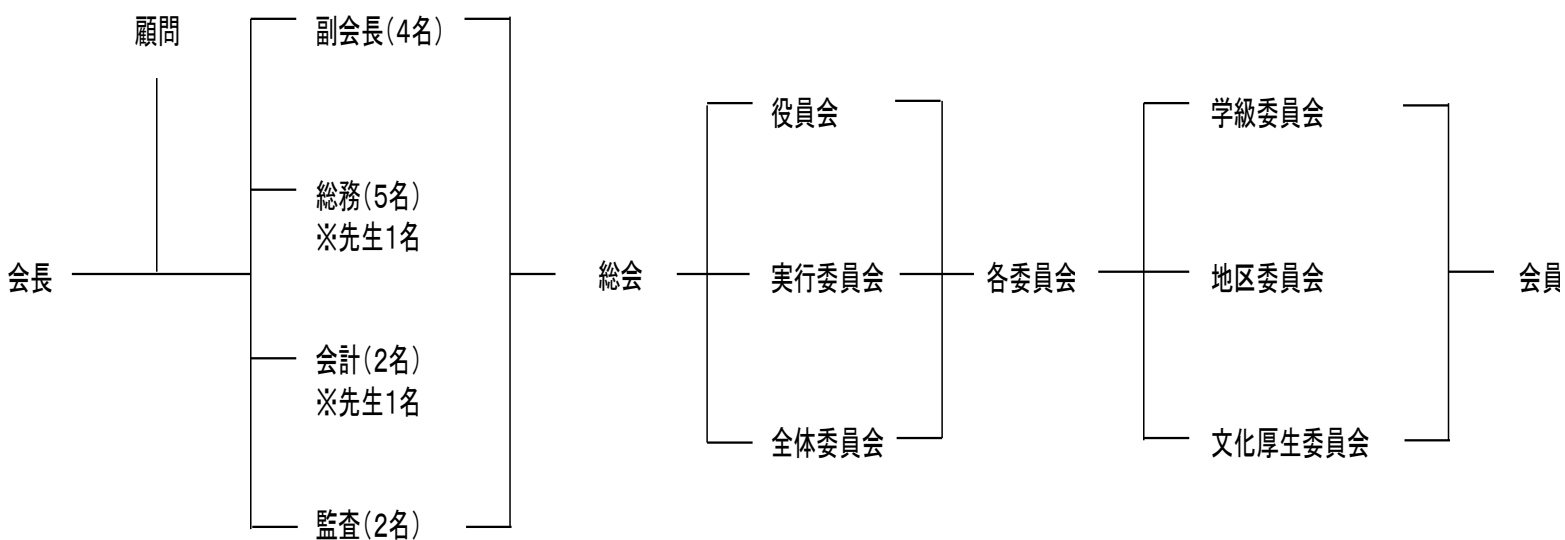 顧問
副会長(4名)
総務(5名)
※先生1名
会計(2名)
※先生1名
監査(2名)
会長
総会
役員会
実行委員会
全体委員会
各委員会
学級委員会
地区委員会
文化厚生委員会
会員